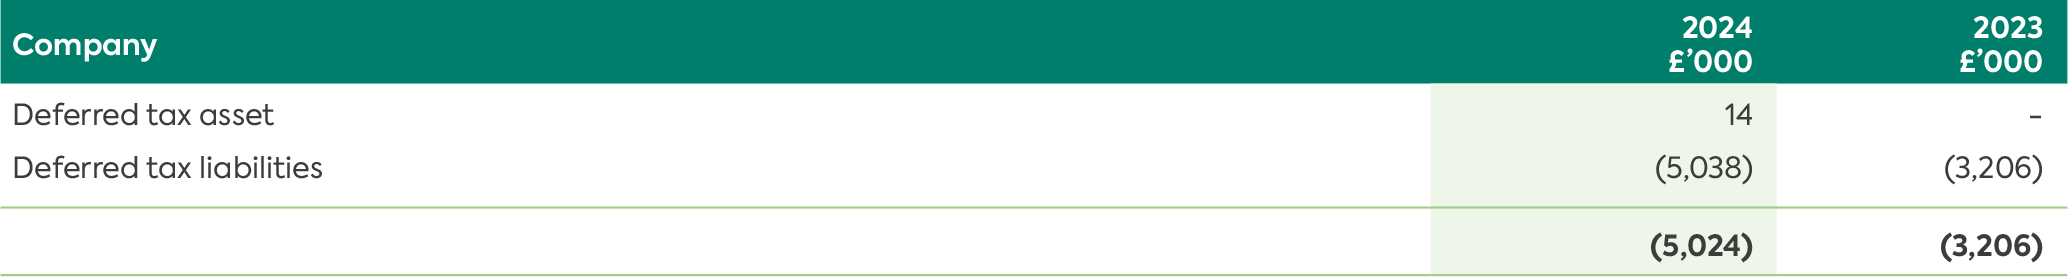 Company 2024 2023
£’000 £’000
Deferred tax asset 14 -
Deferred tax liabilities (5,038) (3,206)
(5,024) (3,206)